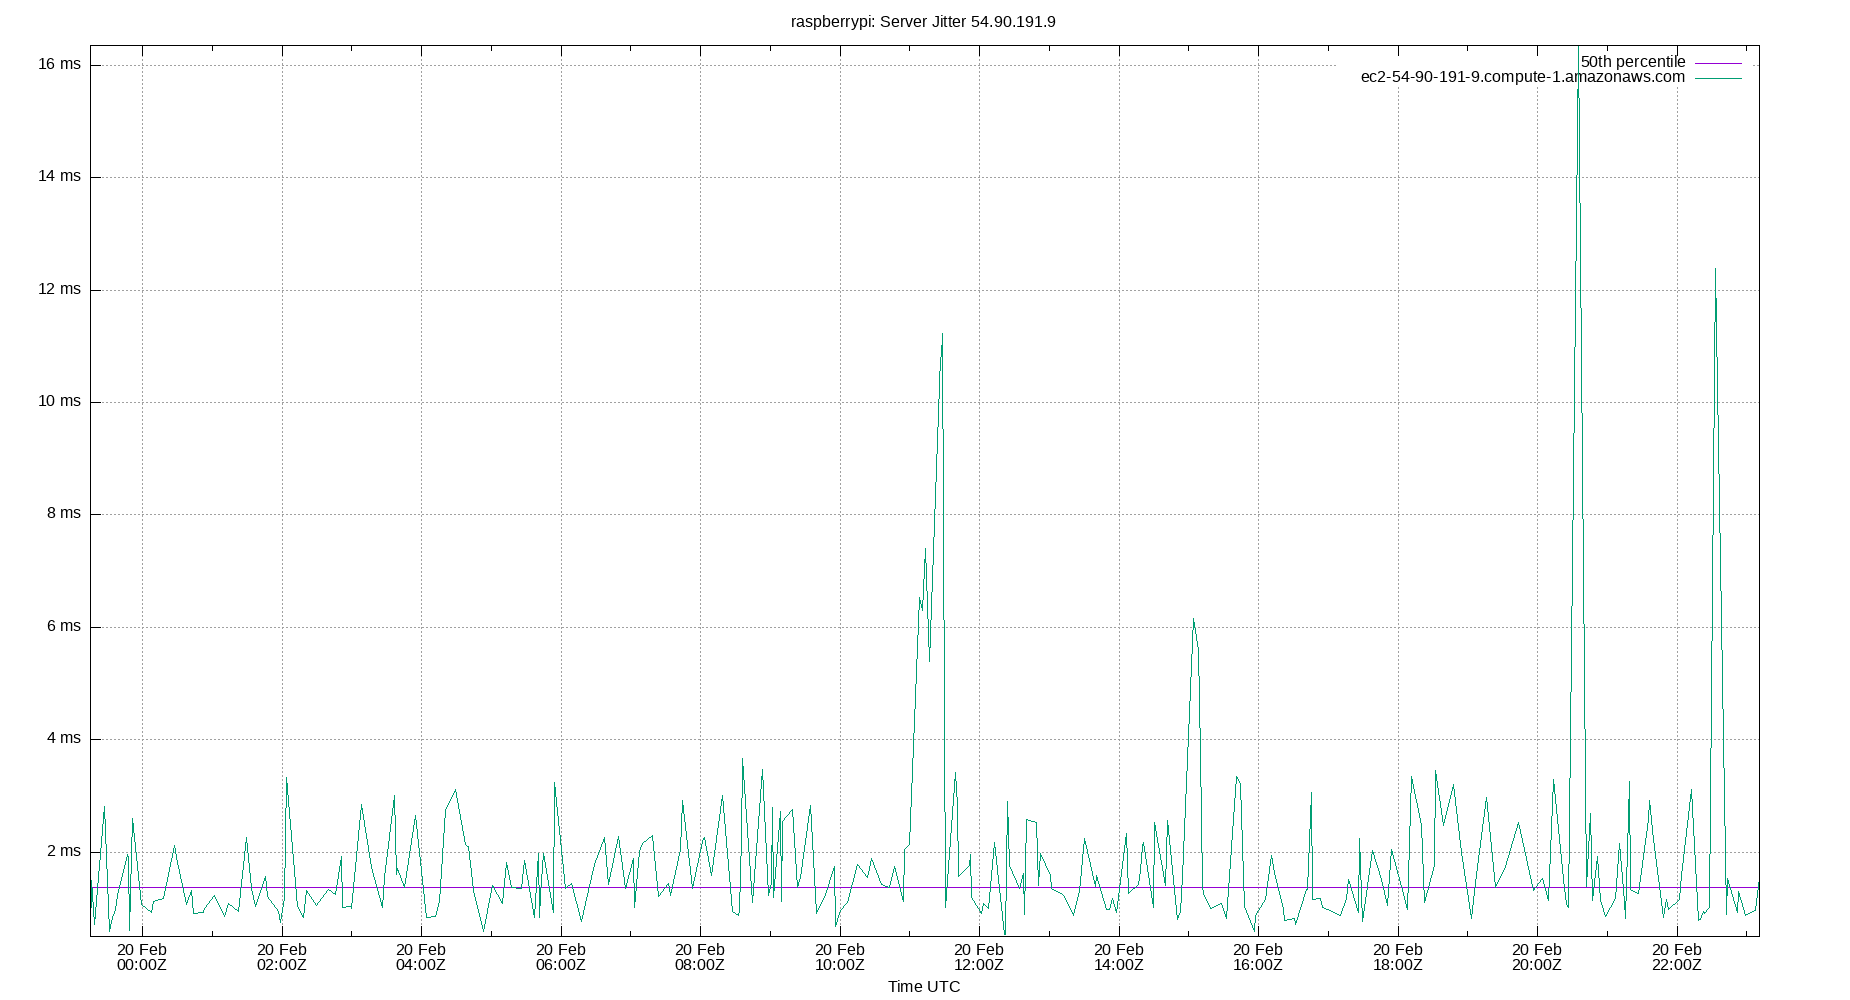 raspberrypi: Server Jitter 54.90.191.9
50th percentile
ec2-54-90-191-9.compute-1.amazonaws.com
16 ms
14 ms
12 ms
10 ms
8 ms
6 ms
4 ms
2 ms
20 Feb 20 Feb 20 Feb 20 Feb 20 Feb 20 Feb 20 Feb 20 Feb 20 Feb 20 Feb 20 Feb 20 Feb
00:00Z 02:00Z 04:00Z 06:00Z 08:00Z 10:00Z 12:00Z 14:00Z 16:00Z 18:00Z 20:00Z 22:00Z
Time UTC